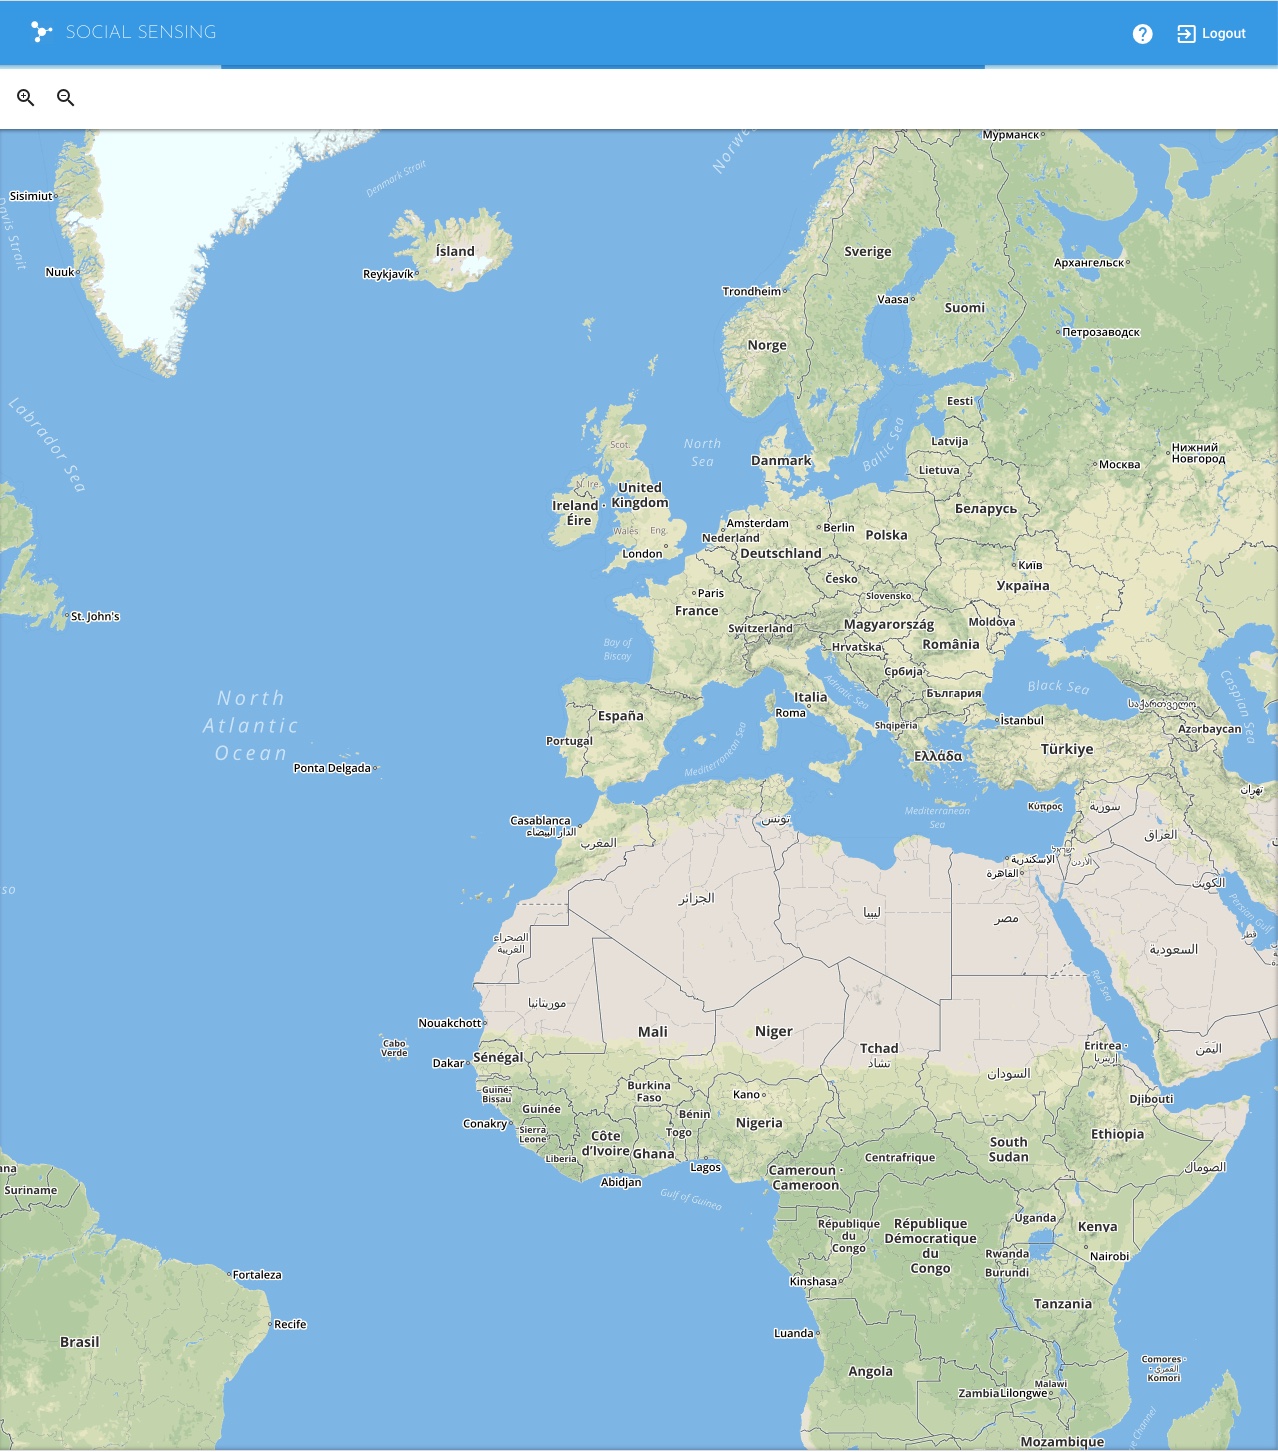 SOCIAL SENSING
Logout
Мурманск
Denmark Strait
Sisimiut
Davis Strait
Ísland
Sverige
Архангельск
Nuuk
Reykjavík
Trondheim
Vaasa
Suomi
Петрозаводск
Norge
Labrador Sea
Eesti
Scot.
North
Sea
Baltic Sea
Latvija
Danmark
Lietuva
Москва
Нижний
Новгород
N. Ire.
United
Kingdom
Ireland ·
Éire
Беларусь
Wales
Eng.
Amsterdam
Nederland
Berlin
Polska
London
Deutschland
Київ
Česko
Україна
Slovensko
Paris
France
St. John's
Switzerland
Magyarország
Moldova
Bay of
Biscay
Hrvatska
România
Србија
Adriatic Sea
Black Sea
Caspian Sea
North
Atlantic
Ocean
Italia
България
საქართველო
Roma
España
Shqipëria
İstanbul
Azərbaycan
Portugal
Mediterranean Sea
Ελλάδα
Türkiye
Ponta Delgada
تهران
Κύπρος
سورية
Mediterranean
Sea
Casablanca
الدار البيضاء
تونس
العراق
المغرب
ישראל
الأردن
الإسكندرية
القاهرة
الكويت
الجزائر
ليبيا
مصر
Persian Gulf
قطر
الصحراء
الغربية
السعودية
Red Sea
موريتانيا
Nouakchott
Mali
Niger
Cabo
Verde
Dakar
Sénégal
Tchad
تشاد
Eritrea ·
إرتريا
اليمن
السودان
Guiné-
Bissau
Burkina
Faso
Kano
Djibouti
Guinée
Bénin
Conakry
Nigeria
Sierra
Leone
Togo
Ethiopia
Côte
d'Ivoire
Ghana
South
Sudan
Liberia
Centrafrique
Lagos
Cameroun ·
Cameroon
الصومال
Abidjan
Suriname
Gulf of Guinea
République
du
Congo
République
Démocratique
du
Congo
Uganda
Kenya
Rwanda
Nairobi
Burundi
Fortaleza
Kinshasa
Tanzania
Recife
Luanda
Brasil
Angola
Comores ·
القمري ·
Komori
Malawi
Zambia
Lilongwe
Mozambique